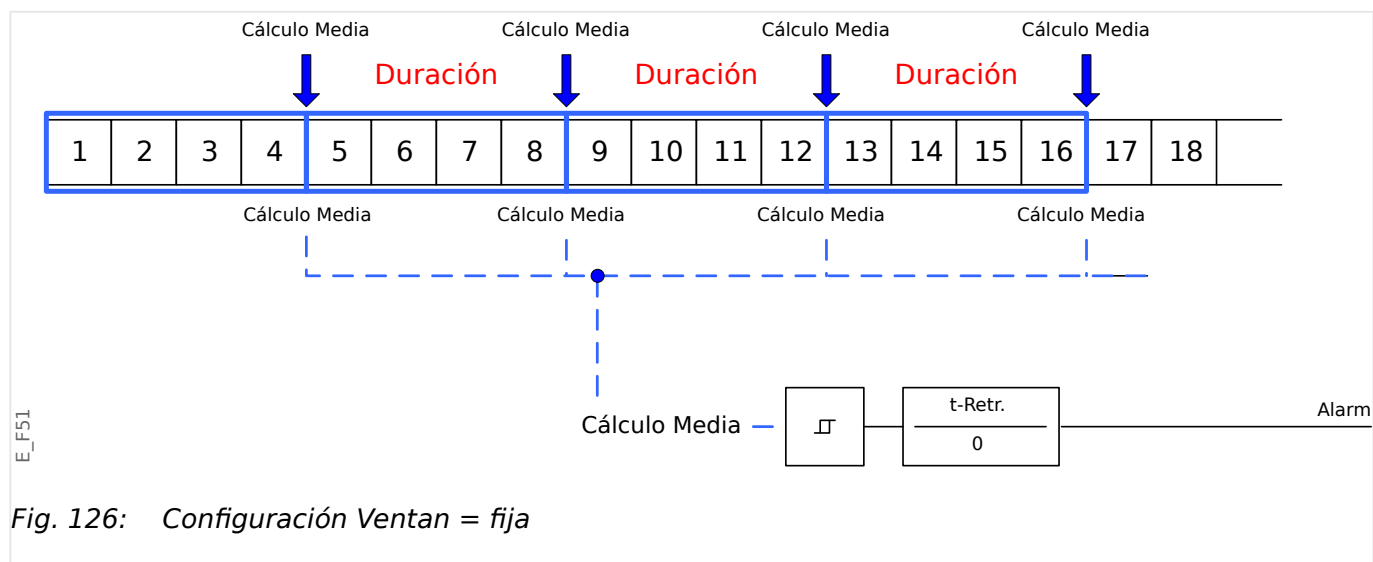 Cálculo Media Cálculo Media Cálculo Media Cálculo Media
Duración Duración Duración
1 2 3 4 5 6 7 8 9 10 11 12 13 14 15 16 17 18
Cálculo Media Cálculo Media Cálculo Media Cálculo Media
Cálculo Media
t-Retr.
0
Alarm
E_F51
Fig. 126: Configuración Ventan = fija